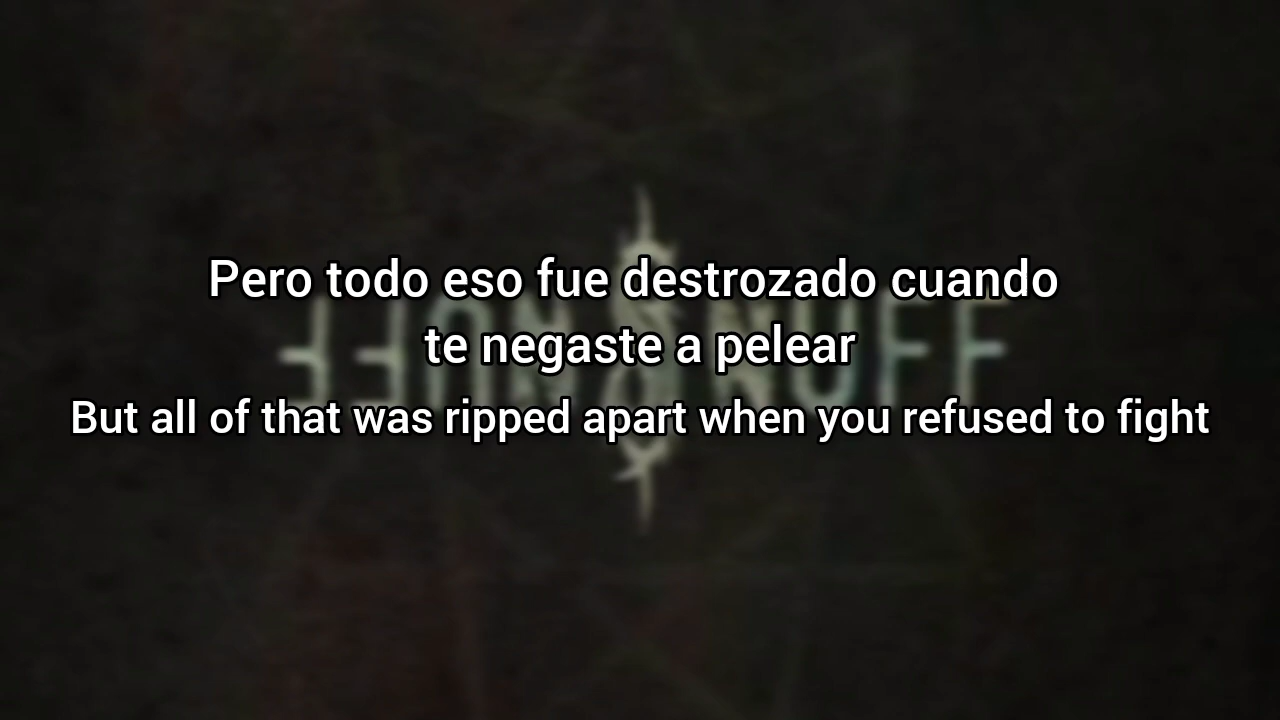 Pero todo eso fue destrozado cuando
te negaste a pelear
But all of that was ripped apart when you refused to fight
SNUFF